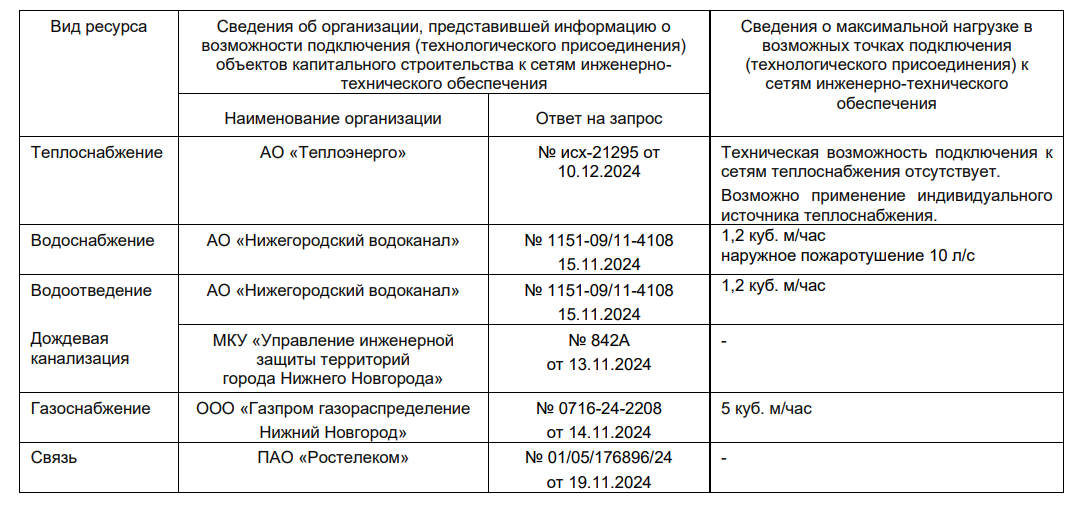 Вид ресурса
Сведения об организации, представившей информацию о
возможности подключения (технологического присоединения)
объектов капитального строительства к сетям инженерно-
технического обеспечения
Сведения о максимальной нагрузке в
возможных точках подключения
(технологического присоединения) к
сетям инженерно-технического
обеспечения
Наименование организации
Ответ на запрос
Теплоснабжение
АО «Теплоэнерго»
№ исх-21295 от
10.12.2024
Техническая возможность подключения к
сетям теплоснабжения отсутствует.
Возможно применение индивидуального
источника теплоснабжения.
Водоснабжение
АО «Нижегородский водоканал»
№ 1151-09/11-4108
15.11.2024
1,2 куб. м/час
наружное пожаротушение 10 л/с
Водоотведение
АО «Нижегородский водоканал»
№ 1151-09/11-4108
15.11.2024
1,2 куб. м/час
Дождевая
канализация
МКУ «Управление инженерной
защиты территорий
города Нижнего Новгорода»
№ 842А
от 13.11.2024
-
Газоснабжение
ООО «Газпром газораспределение
Нижний Новгород»
№ 0716-24-2208
от 14.11.2024
5 куб. м/час
Связь
ПАО «Ростелеком»
№ 01/05/176896/24
от 19.11.2024
-